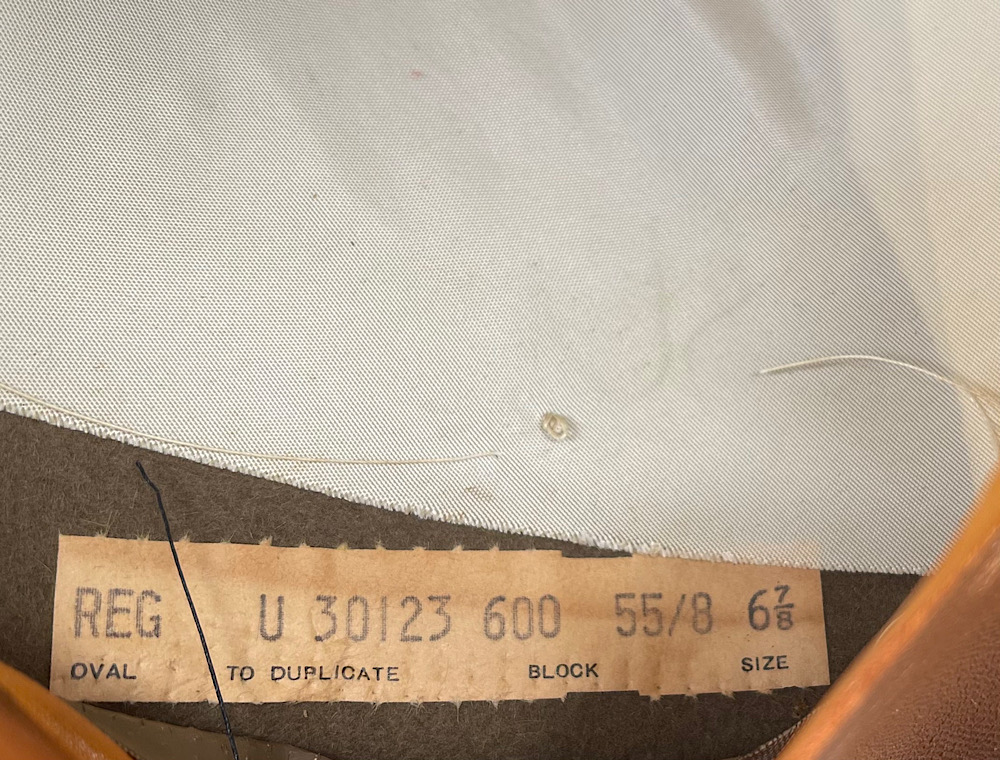 REG U 30123 600 55/8 6⅞
OVAL TO DUPLICATE BLOCK SIZE